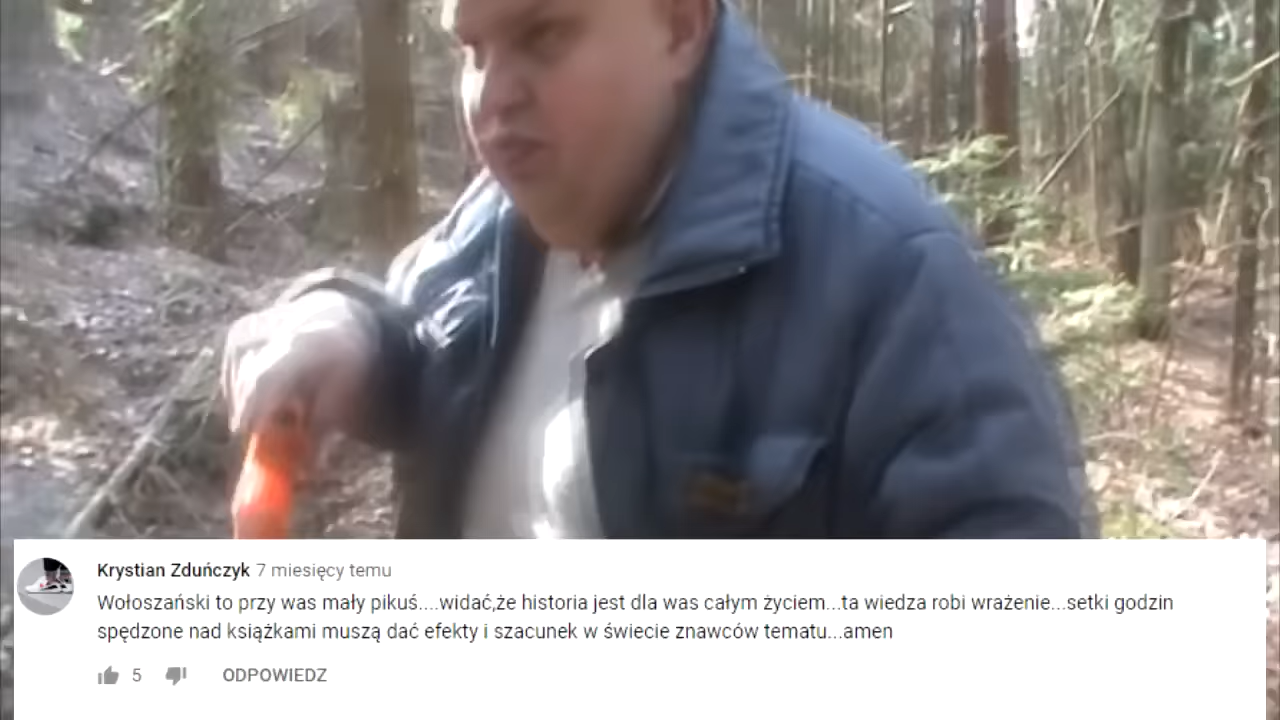 Krystian Zduńczyk 7 miesięcy temu
Wołoszański to przy was mały pikuś....widać,że historia jest dla was całym życiem...ta wiedza robi wrażenie...setki godzin
spędzone nad książkami muszą dać efekty i szacunek w świecie znawców tematu...amen
5 ODPOWIEDZ